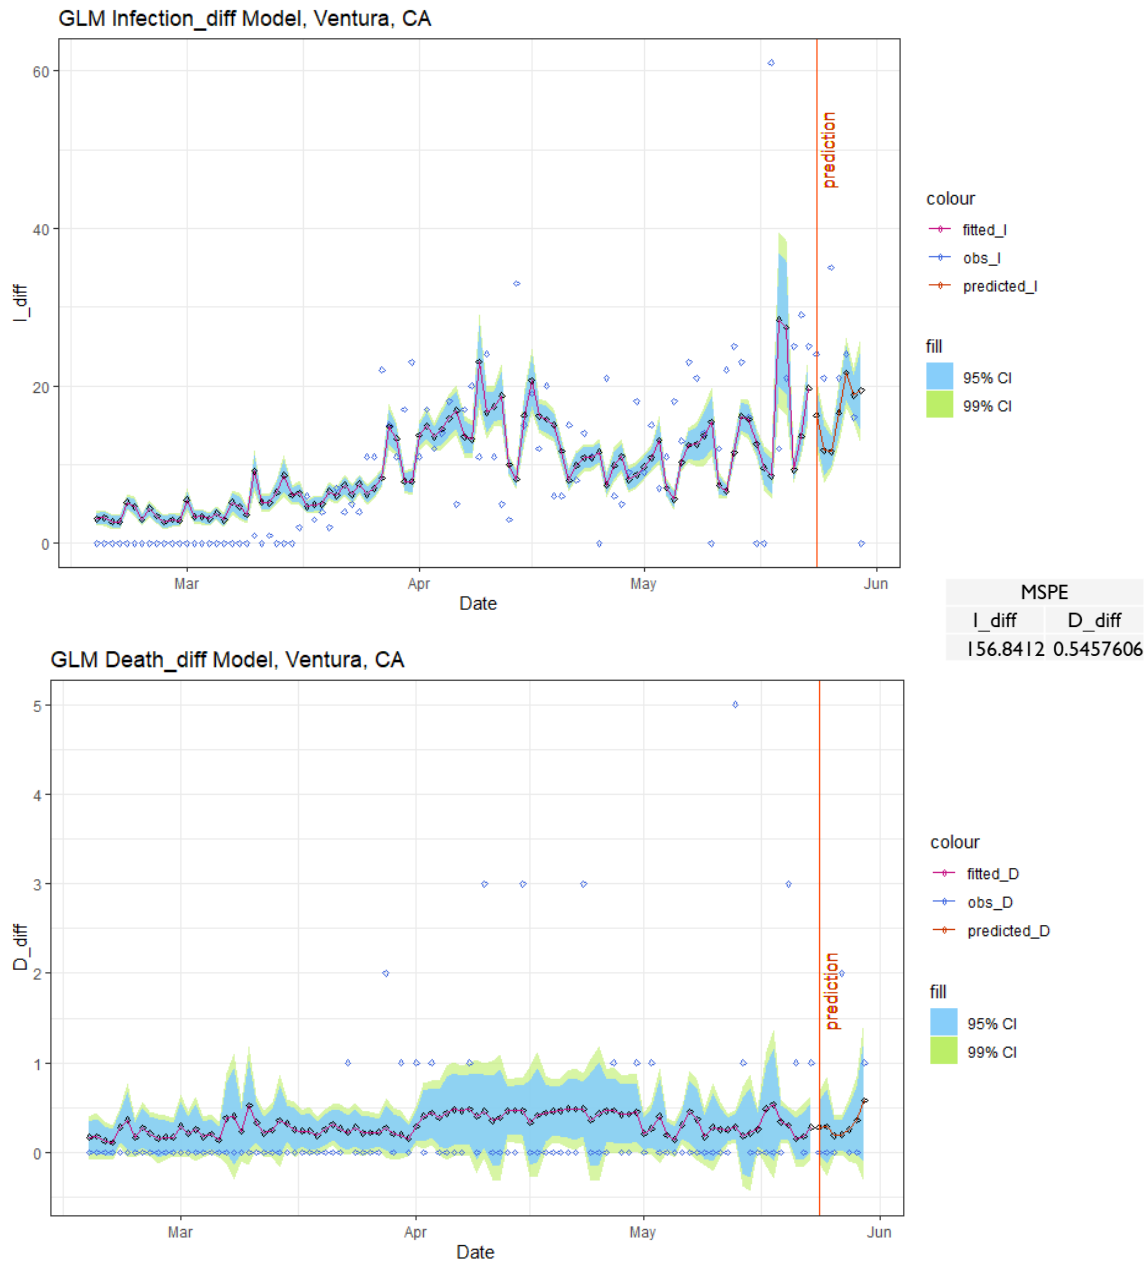 GLM Infection_diff Model, Ventura, CA
60
40
20
0
I_diff
prediction
Mar
Apr
May
Jun
Date
colour
fitted_I
obs_I
predicted_I
fill
95% CI
99% CI
MSPE
I_diff D_diff
156.8412 0.5457606
GLM Death_diff Model, Ventura, CA
5
4
3
2
1
0
D_diff
prediction
Mar
Apr
May
Jun
Date
colour
fitted_D
obs_D
predicted_D
fill
95% CI
99% CI